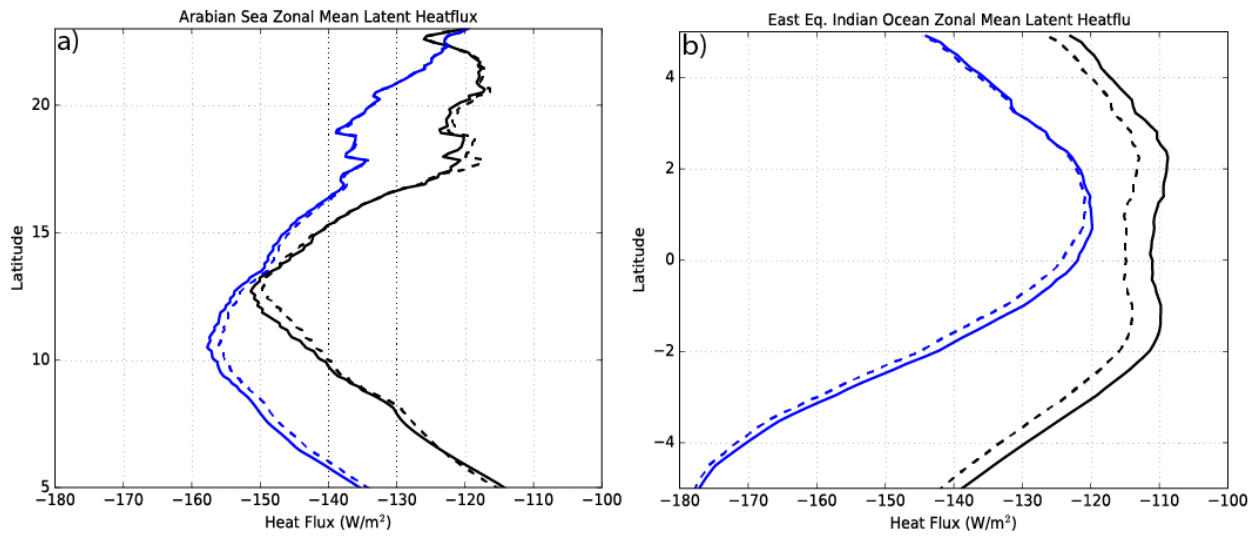 Arabian Sea Zonal Mean Latent Heatflux
a)
20
15
10
5
Latitude
−180 −170 −160 −150 −140 −130 −120 −110 −100
Heat Flux (W/m²)
East Eq. Indian Ocean Zonal Mean Latent Heatflu
b)
4
2
0
−2
−4
Latitude
−180 −170 −160 −150 −140 −130 −120 −110 −100
Heat Flux (W/m²)